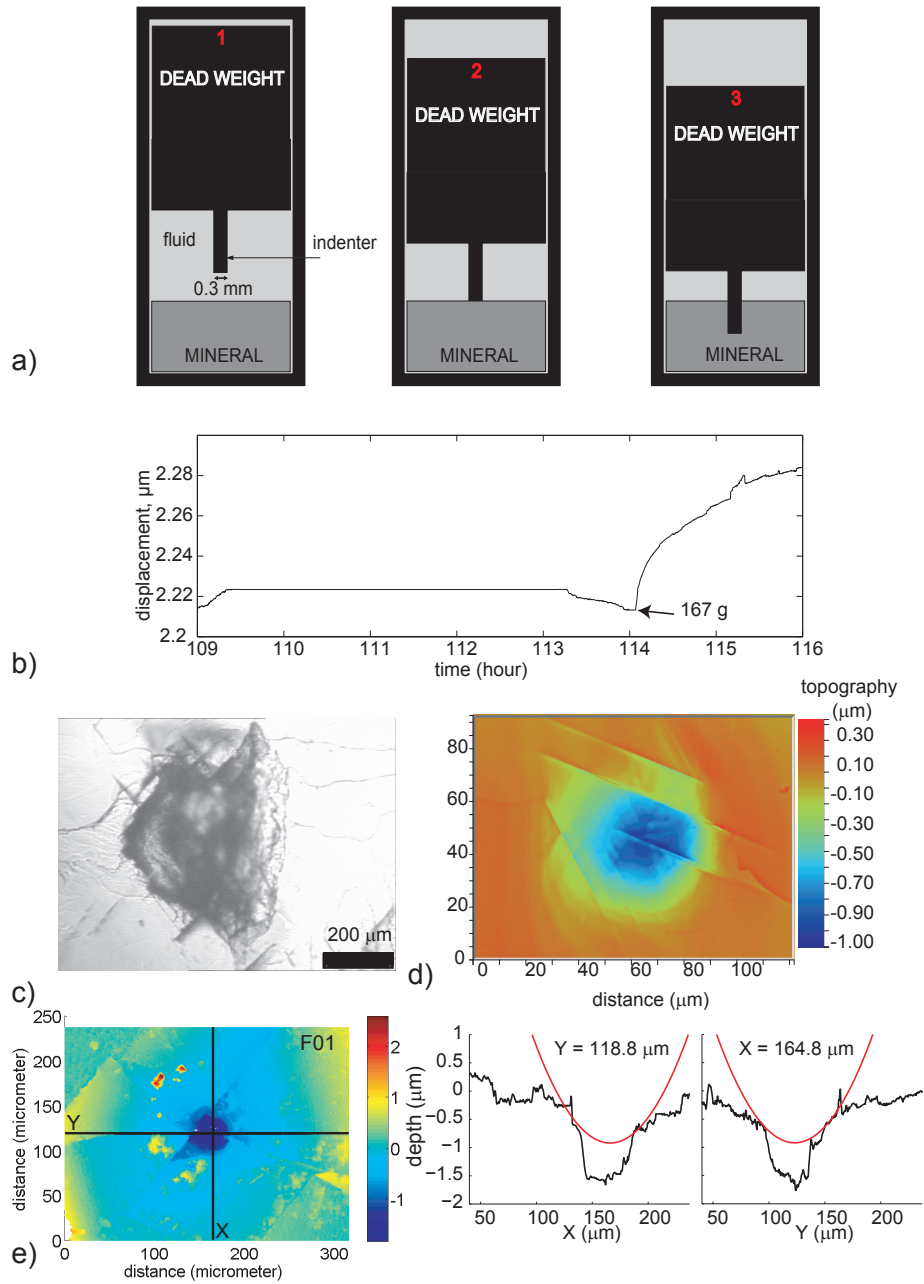 1
DEAD WEIGHT
fluid
indenter
0.3 mm
MINERAL
2
DEAD WEIGHT
MINERAL
3
DEAD WEIGHT
MINERAL
a)
displacement, µm
2.28
2.26
2.24
2.22
2.2
167 g
109 110 111 112 113 114 115 116
time (hour)
b)
200 µm
c)
topography
(µm)
0.30
0.10
-0.10
-0.30
-0.50
-0.70
-0.90
-1.00
80
60
40
20
0
0 20 40 60 80 100
distance (µm)
d)
F01
distance (micrometer)
250
200
150
100
50
0
Y
X
0 100 200 300
distance (micrometer)
depth (µm)
2
1
0
-1
e)
Y = 118.8 µm
1
0.5
0
−0.5
−1
−1.5
−2
50 100 150 200
X (µm)
X = 164.8 µm
50 100 150 200
Y (µm)